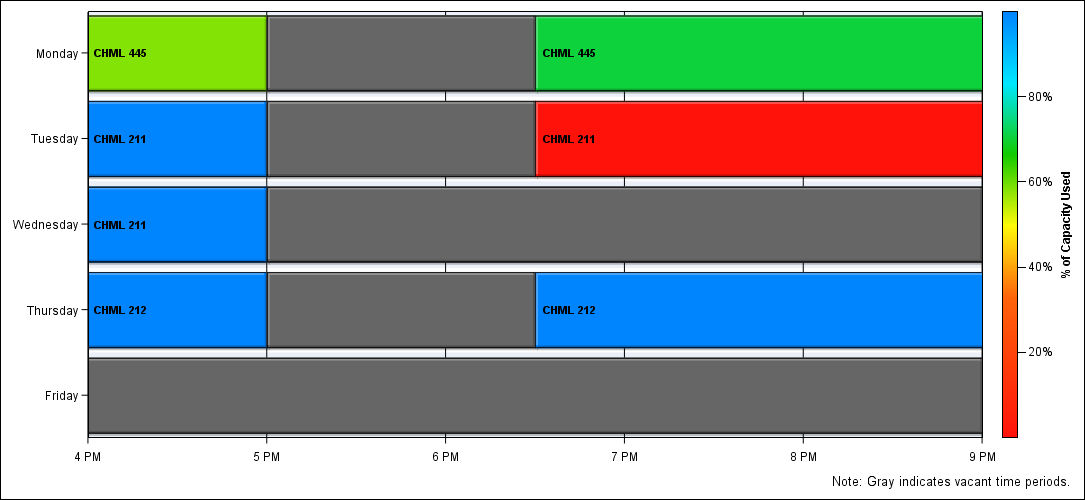 Monday
CHML 445
CHML 445
Tuesday
CHML 211
CHML 211
Wednesday
CHML 211
Thursday
CHML 212
CHML 212
Friday
4 PM
5 PM
6 PM
7 PM
8 PM
9 PM
80%
60%
40%
20%
% of Capacity Used
Note: Gray indicates vacant time periods.